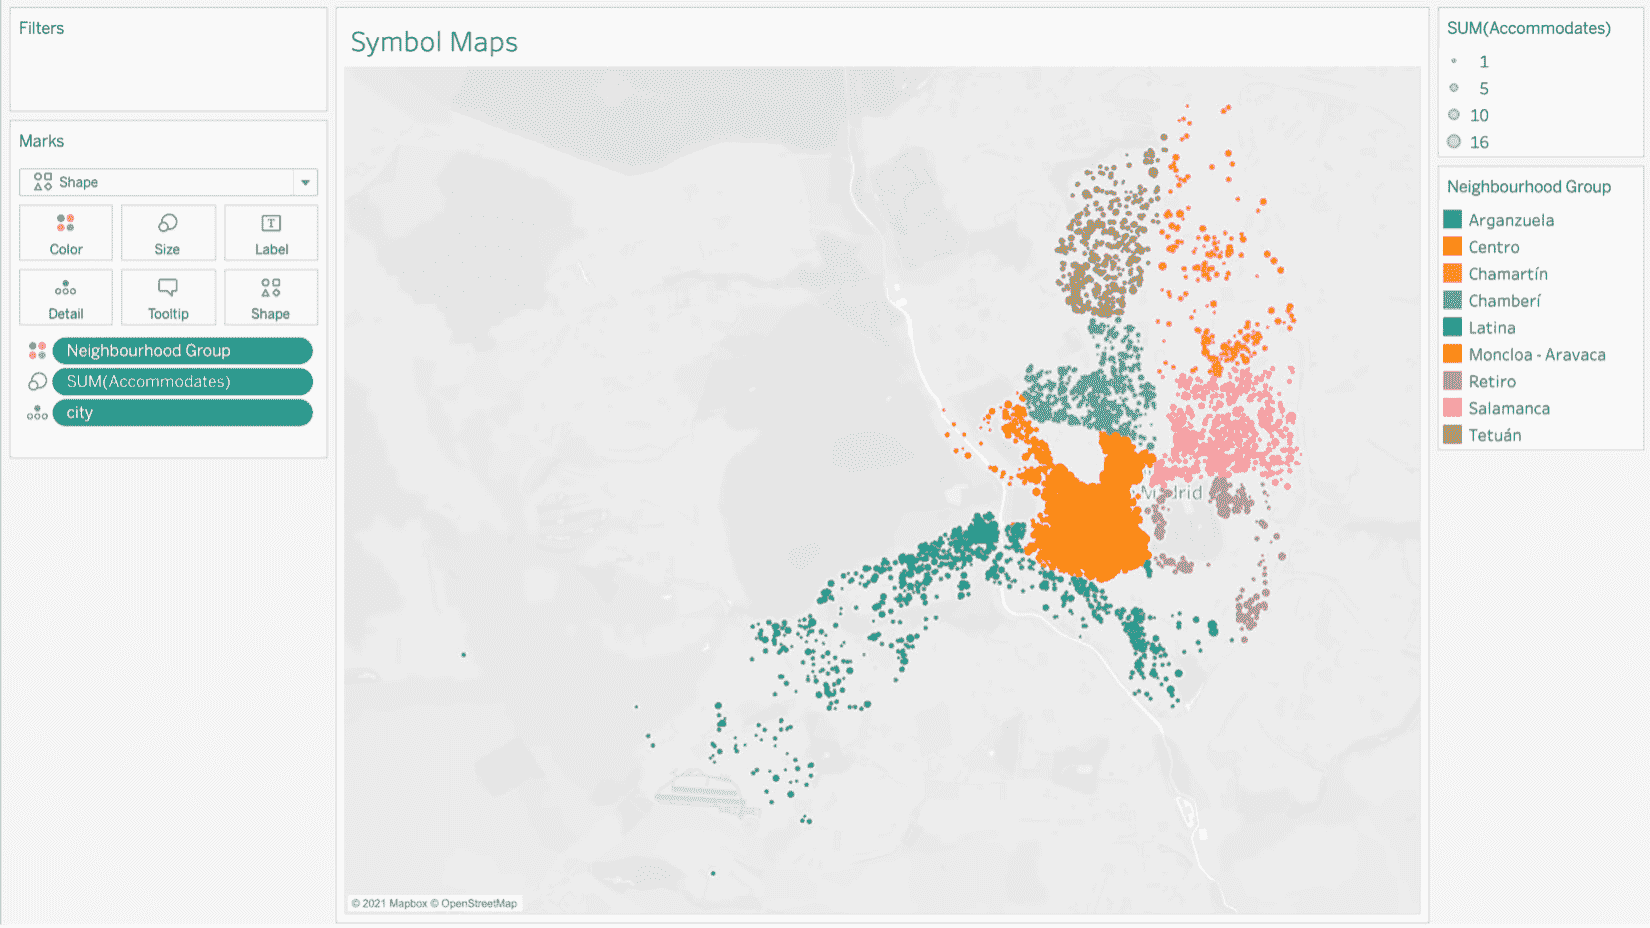 Filters
Marks
Shape
Color
Size
T
Label
Detail
Tooltip
Shape
Neighbourhood Group
SUM(Accommodates)
city
Symbol Maps
Madrid
© 2021 Mapbox © OpenStreetMap
SUM(Accommodates)
1
5
10
16
Neighbourhood Group
Arganzuela
Centro
Chamartín
Chamberí
Latina
Moncloa - Aravaca
Retiro
Salamanca
Tetuán